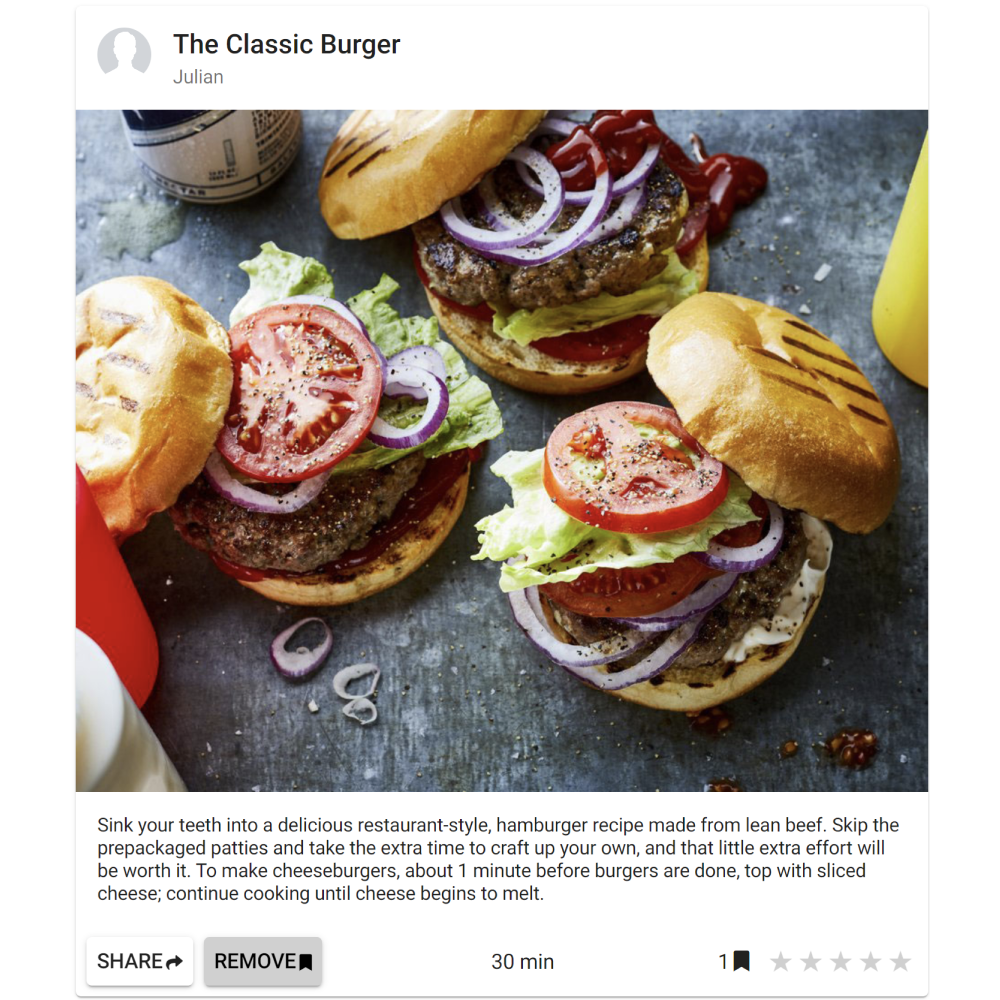 The Classic Burger
Julian
NECTAR
Sink your teeth into a delicious restaurant-style, hamburger recipe made from lean beef. Skip the
prepackaged patties and take the extra time to craft up your own, and that little extra effort will
be worth it. To make cheeseburgers, about 1 minute before burgers are done, top with sliced
cheese; continue cooking until cheese begins to melt.
SHARE REMOVE 30 min 1